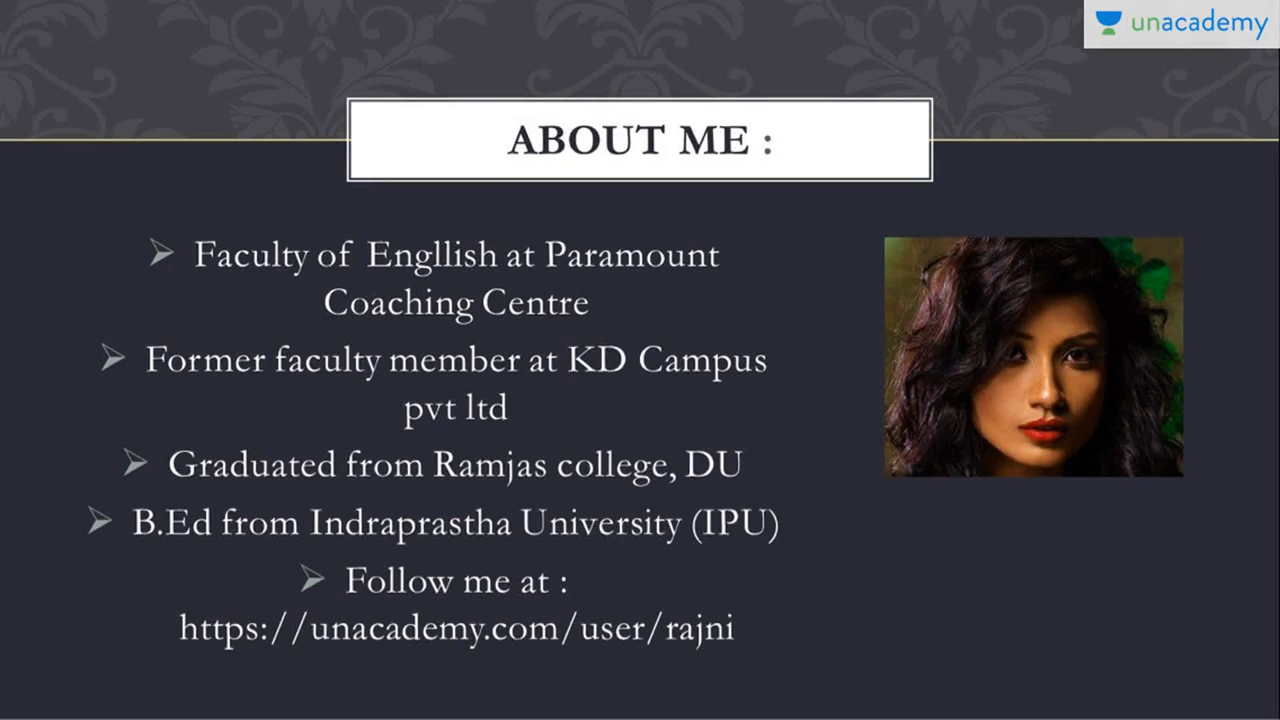 unacademy
ABOUT ME :
Faculty of Engllish at Paramount
Coaching Centre
Former faculty member at KD Campus
pvt ltd
Graduated from Ramjas college, DU
B.Ed from Indraprastha University (IPU)
Follow me at :
https://unacademy.com/user/rajni